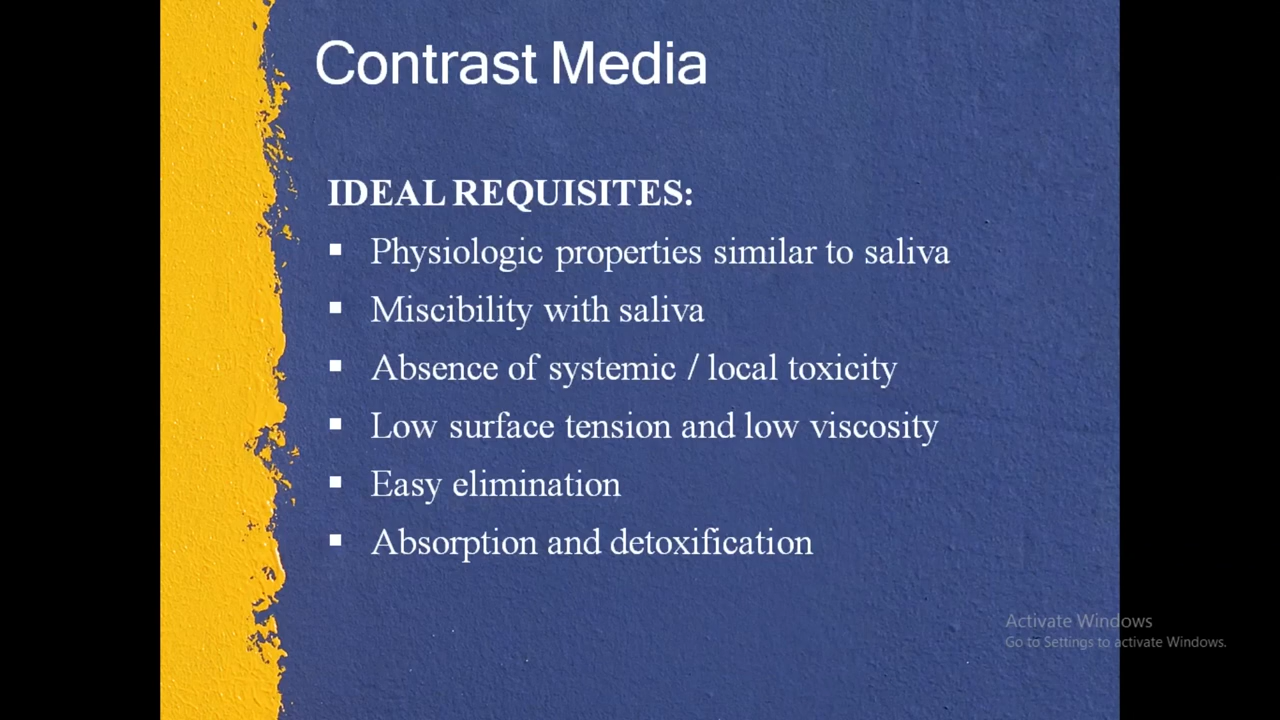 Contrast Media
IDEAL REQUISITES:
▪ Physiologic properties similar to saliva
▪ Miscibility with saliva
▪ Absence of systemic / local toxicity
▪ Low surface tension and low viscosity
▪ Easy elimination
▪ Absorption and detoxification
Activate Windows
Go to Settings to activate Windows.